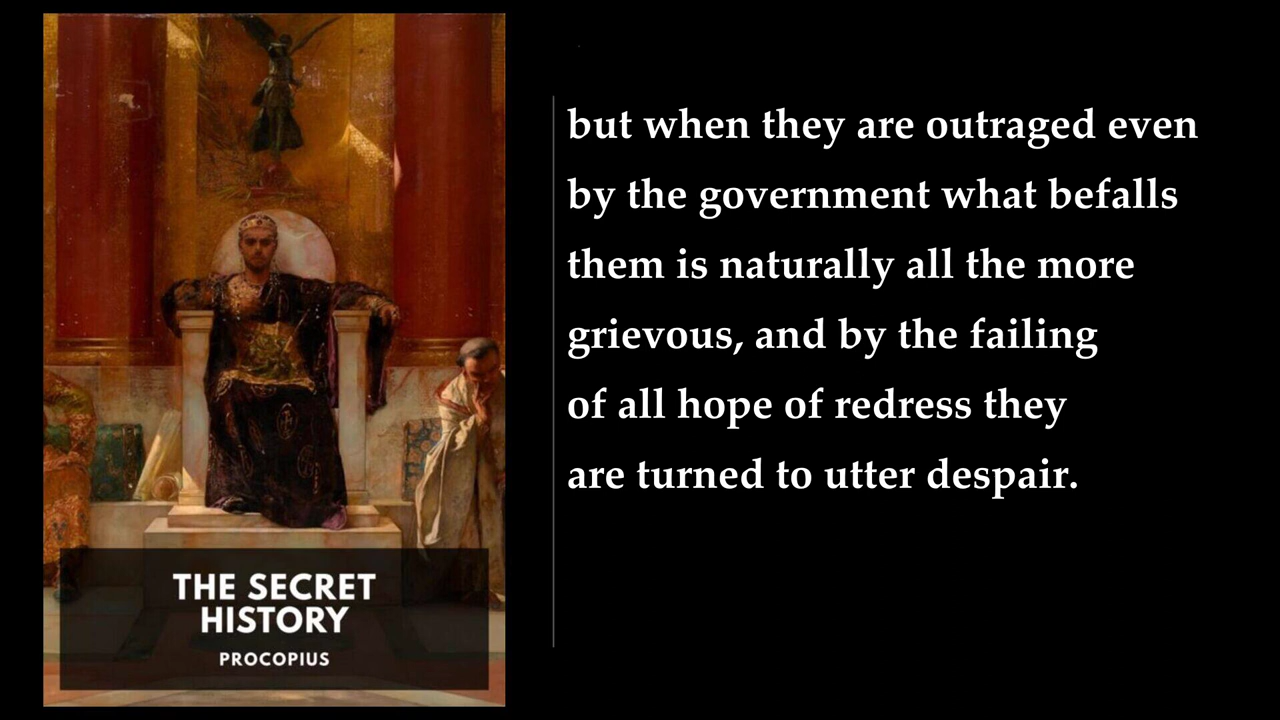 THE SECRET
HISTORY
PROCOPIUS
but when they are outraged even
by the government what befalls
them is naturally all the more
grievous, and by the failing
of all hope of redress they
are turned to utter despair.